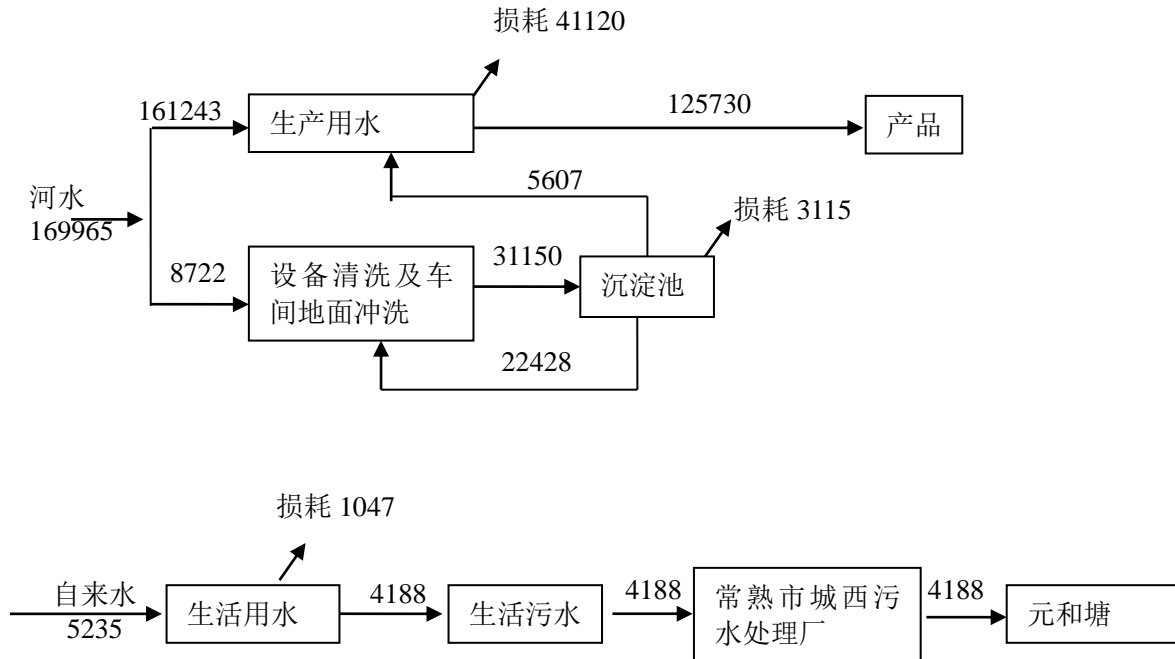 损耗 41120
161243
生产用水
125730
产品
5607
河水
169965
损耗 3115
8722
设备清洗及车
间地面冲洗
31150
沉淀池
22428
损耗 1047
自来水
5235
生活用水
4188
生活污水
4188
常熟市城西污
水处理厂
4188
元和塘